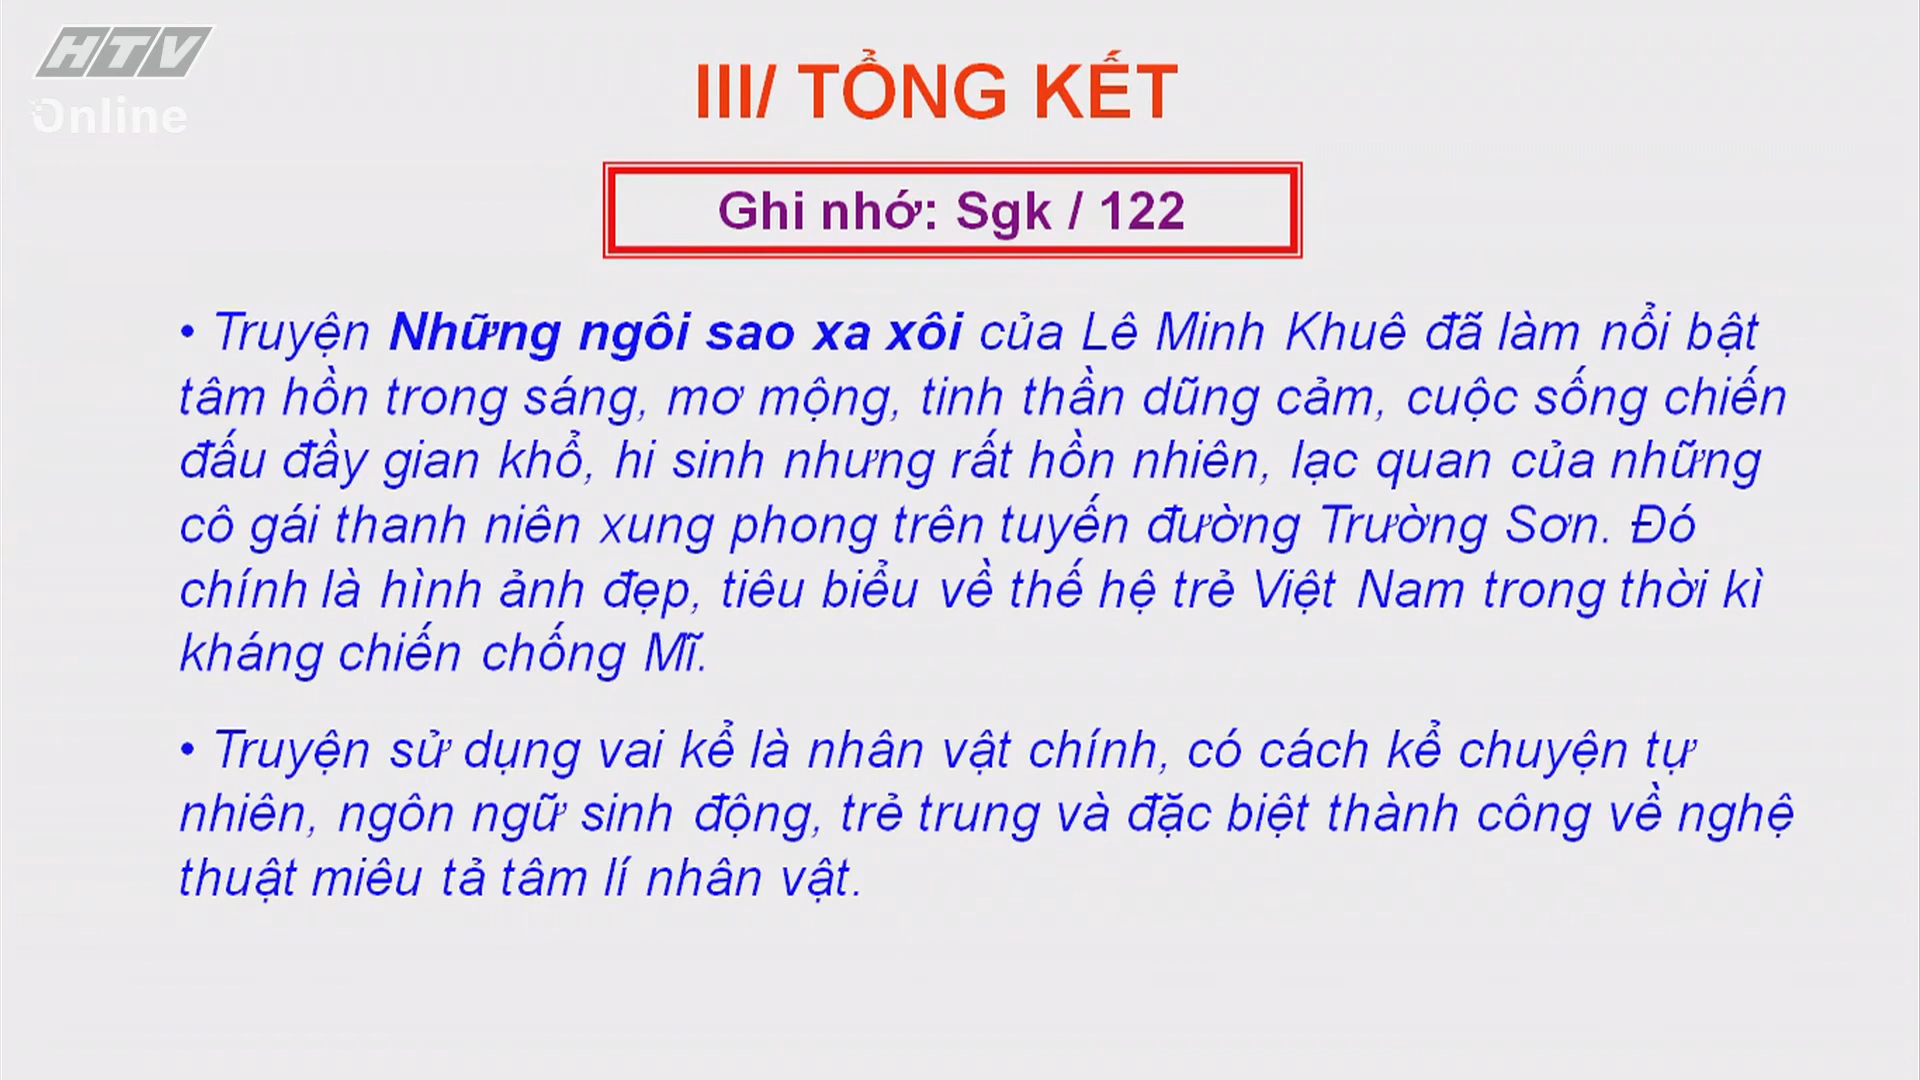 HTV
Online
III/ TỔNG KẾT
Ghi nhớ: Sgk / 122
• Truyện Những ngôi sao xa xôi của Lê Minh Khuê đã làm nổi bật
tâm hồn trong sáng, mơ mộng, tinh thần dũng cảm, cuộc sống chiến
đấu đầy gian khổ, hi sinh nhưng rất hồn nhiên, lạc quan của những
cô gái thanh niên xung phong trên tuyến đường Trường Sơn. Đó
chính là hình ảnh đẹp, tiêu biểu về thế hệ trẻ Việt Nam trong thời kì
kháng chiến chống Mĩ.
• Truyện sử dụng vai kể là nhân vật chính, có cách kể chuyện tự
nhiên, ngôn ngữ sinh động, trẻ trung và đặc biệt thành công về nghệ
thuật miêu tả tâm lí nhân vật.